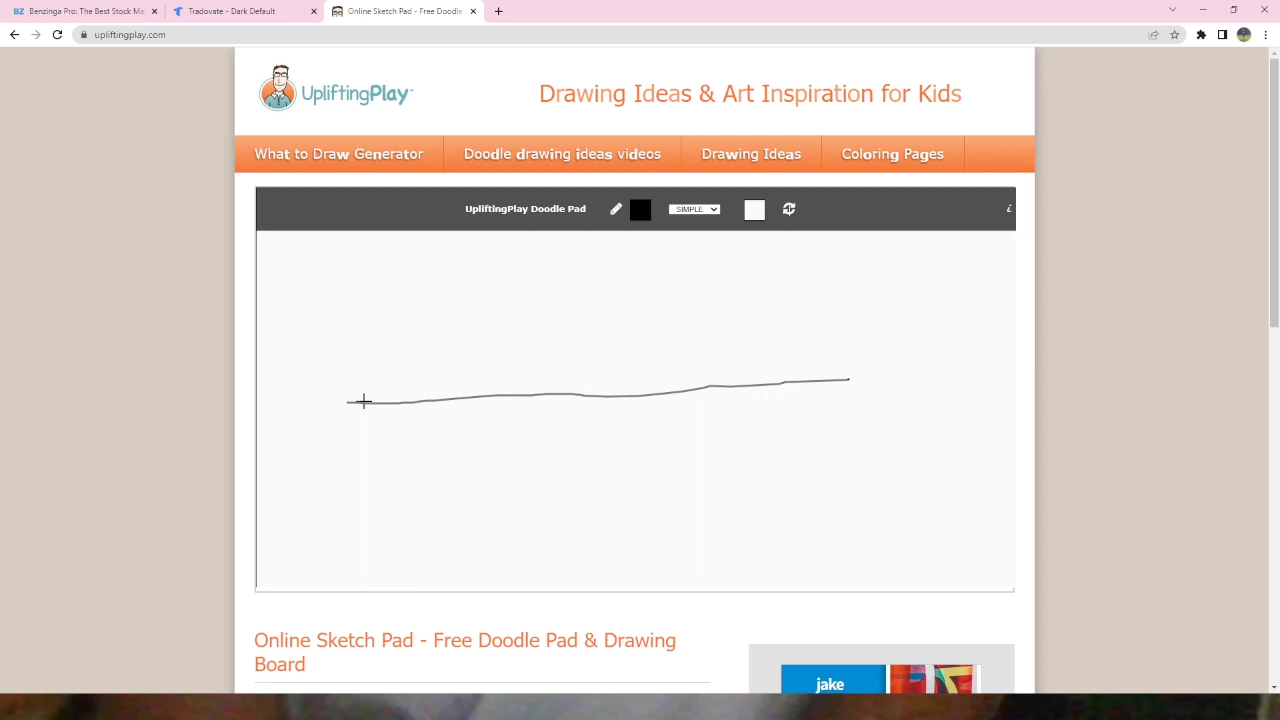 Benzinga Pro: The Best Stock Ma
Tradovate - Dark Default
Online Sketch Pad - Free Doodle
upliftingplay.com
UpliftingPlay
Drawing Ideas & Art Inspiration for Kids
What to Draw Generator
Doodle drawing ideas videos
Drawing Ideas
Coloring Pages
UpliftingPlay Doodle Pad
SIMPLE
i
Online Sketch Pad - Free Doodle Pad & Drawing
Board
jake